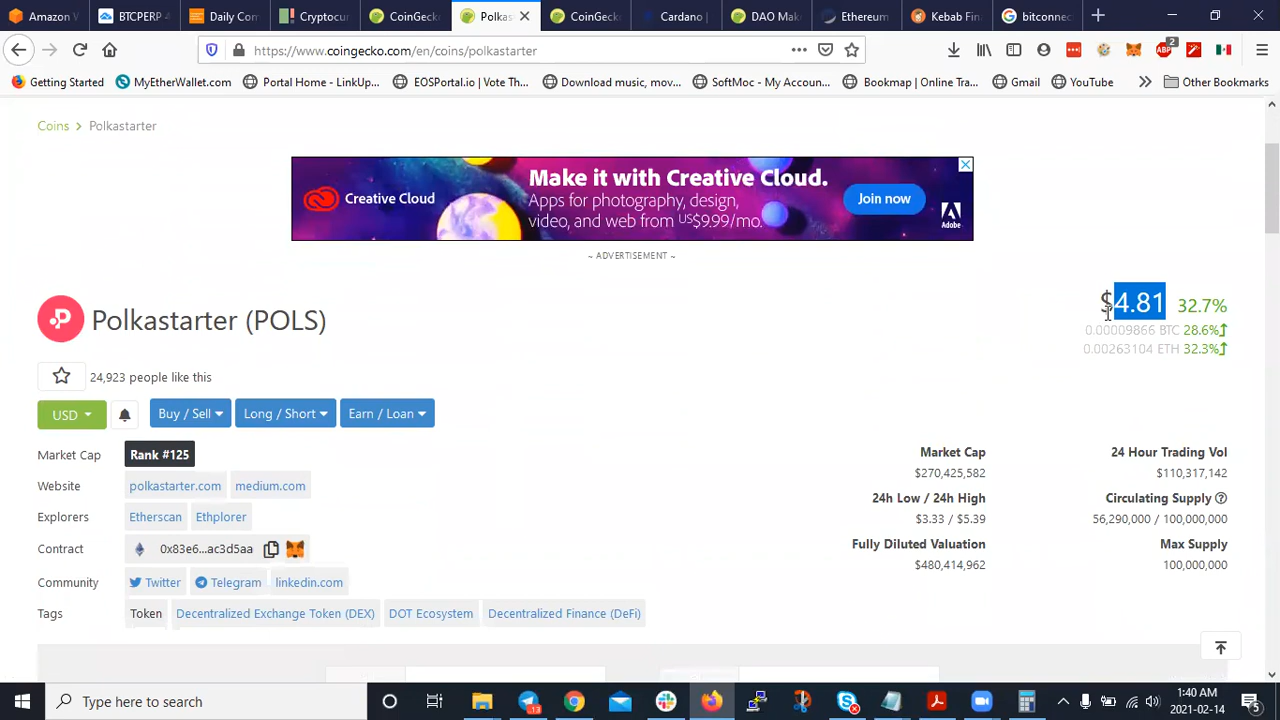 Amazon W
BTCPERP 4
Daily Com
Cryptocur
CoinGecko
Polkas
CoinGecko
Cardano (
DAO Make
Ethereum
Kebab Fina
bitconnect
https://www.coingecko.com/en/coins/polkastarter
2
Getting Started
MyEtherWallet.com
Portal Home - LinkUp...
EOSPortal.io | Vote Th...
Download music, mov...
SoftMoc - My Accoun...
Bookmap | Online Tra...
Gmail
YouTube
Other Bookmarks
Coins > Polkastarter
Creative Cloud
Make it with Creative Cloud.
Apps for photography, design,
video, and web from US$9.99/mo.
Join now
Adobe
~ ADVERTISEMENT ~
Polkastarter (POLS)
$4.81 32.7%
0.00009866 BTC 28.6%
0.00263104 ETH 32.3%
24,923 people like this
USD
Buy / Sell
Long / Short
Earn / Loan
Market Cap Rank #125
Website polkastarter.com medium.com
Explorers Etherscan Ethplorer
Contract 0x83e6...ac3d5aa
Community Twitter Telegram linkedin.com
Tags Token Decentralized Exchange Token (DEX) DOT Ecosystem Decentralized Finance (DeFi)
Market Cap
$270,425,582
24 Hour Trading Vol
$110,317,142
24h Low / 24h High
$3.33 / $5.39
Circulating Supply
56,290,000 / 100,000,000
Fully Diluted Valuation
$480,414,962
Max Supply
100,000,000
Type here to search
1:40 AM
2021-02-14
5